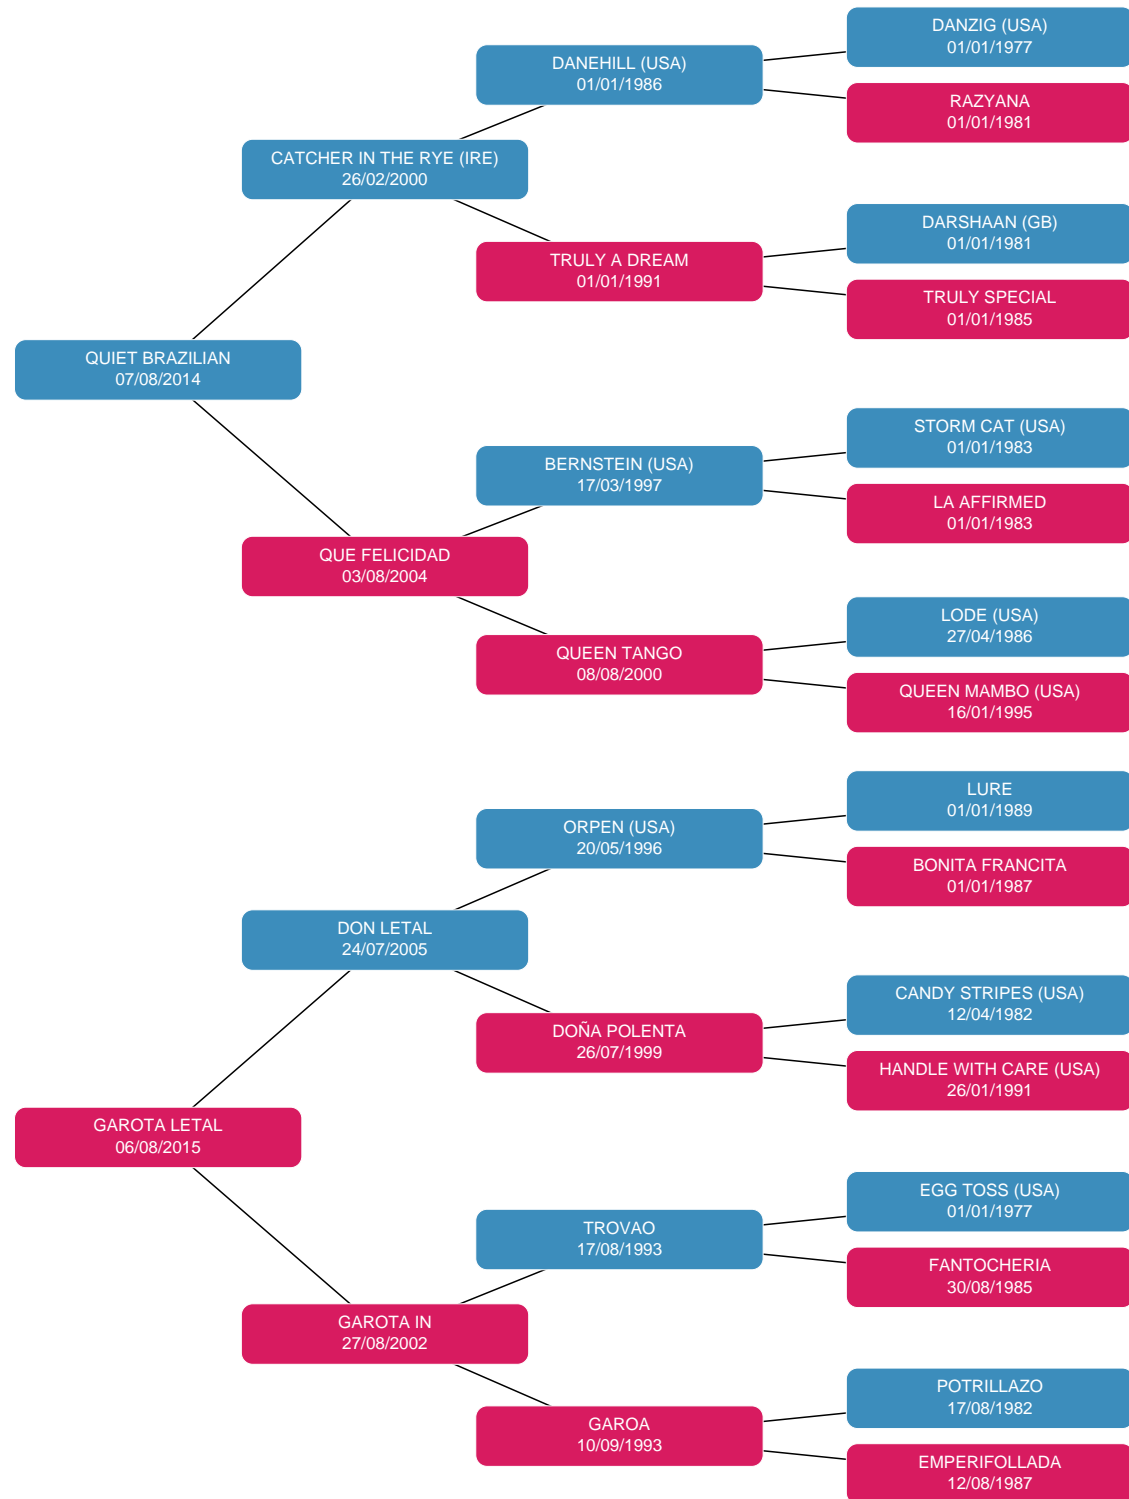 DANZIG (USA)
01/01/1977
DANEHILL (USA)
01/01/1986
RAZYANA
01/01/1981
CATCHER IN THE RYE (IRE)
26/02/2000
DARSHAAN (GB)
01/01/1981
TRULY A DREAM
01/01/1991
TRULY SPECIAL
01/01/1985
QUIET BRAZILIAN
07/08/2014
STORM CAT (USA)
01/01/1983
BERNSTEIN (USA)
17/03/1997
LA AFFIRMED
01/01/1983
QUE FELICIDAD
03/08/2004
LODE (USA)
27/04/1986
QUEEN TANGO
08/08/2000
QUEEN MAMBO (USA)
16/01/1995
LURE
01/01/1989
ORPEN (USA)
20/05/1996
BONITA FRANCITA
01/01/1987
DON LETAL
24/07/2005
CANDY STRIPES (USA)
12/04/1982
DOÑA POLENTA
26/07/1999
HANDLE WITH CARE (USA)
26/01/1991
GAROTA LETAL
06/08/2015
EGG TOSS (USA)
01/01/1977
TROVAO
17/08/1993
FANTOCHERIA
30/08/1985
GAROTA IN
27/08/2002
POTRILLAZO
17/08/1982
GAROA
10/09/1993
EMPERIFOLLADA
12/08/1987